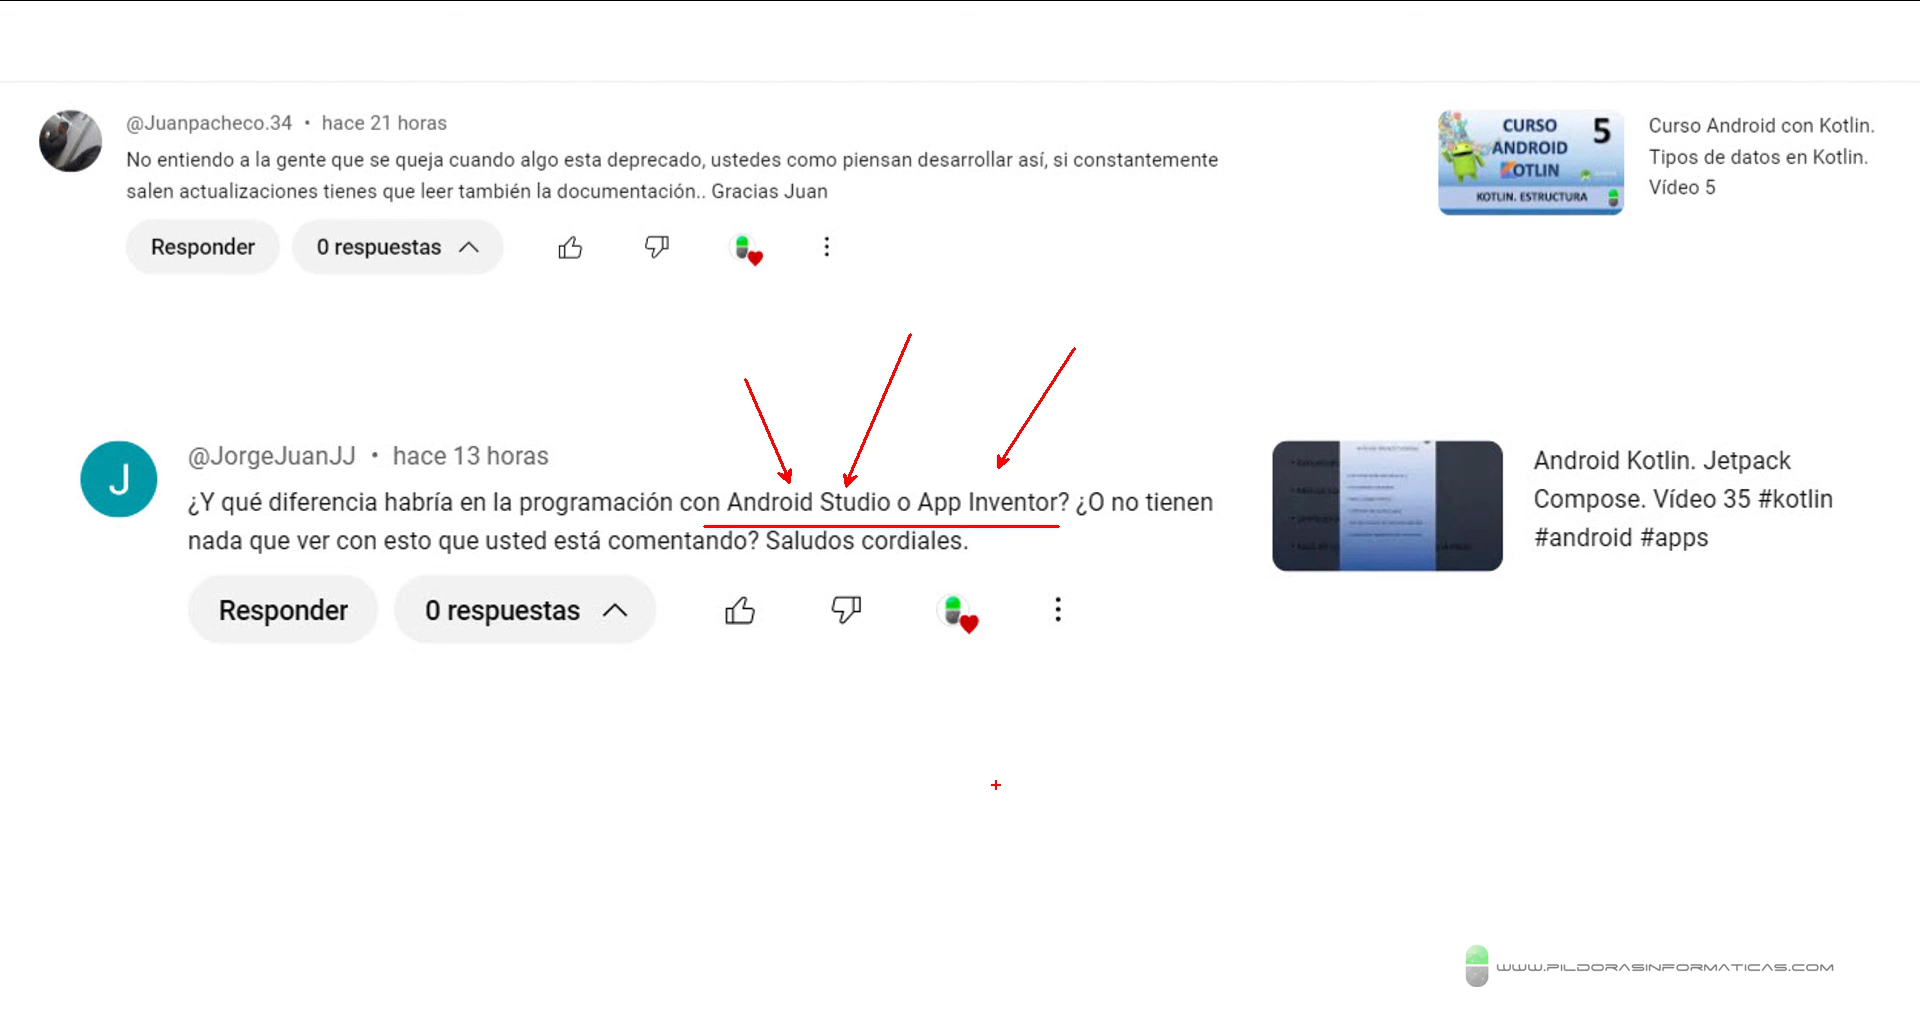 @Juanpacheco.34 • hace 21 horas
No entiendo a la gente que se queja cuando algo esta deprecado, ustedes como piensan desarrollar así, si constantemente
salen actualizaciones tienes que leer también la documentación.. Gracias Juan
Responder
0 respuestas
CURSO
ANDROID
KOTLIN
5
KOTLIN. ESTRUCTURA
Curso Android con Kotlin.
Tipos de datos en Kotlin.
Vídeo 5
J
@JorgeJuanJJ • hace 13 horas
¿Y qué diferencia habría en la programación con Android Studio o App Inventor? ¿O no tienen
nada que ver con esto que usted está comentando? Saludos cordiales.
Responder
0 respuestas
Android Kotlin. Jetpack
Compose. Vídeo 35 #kotlin
#android #apps
WWW.PILDORASINFORMATICAS.COM